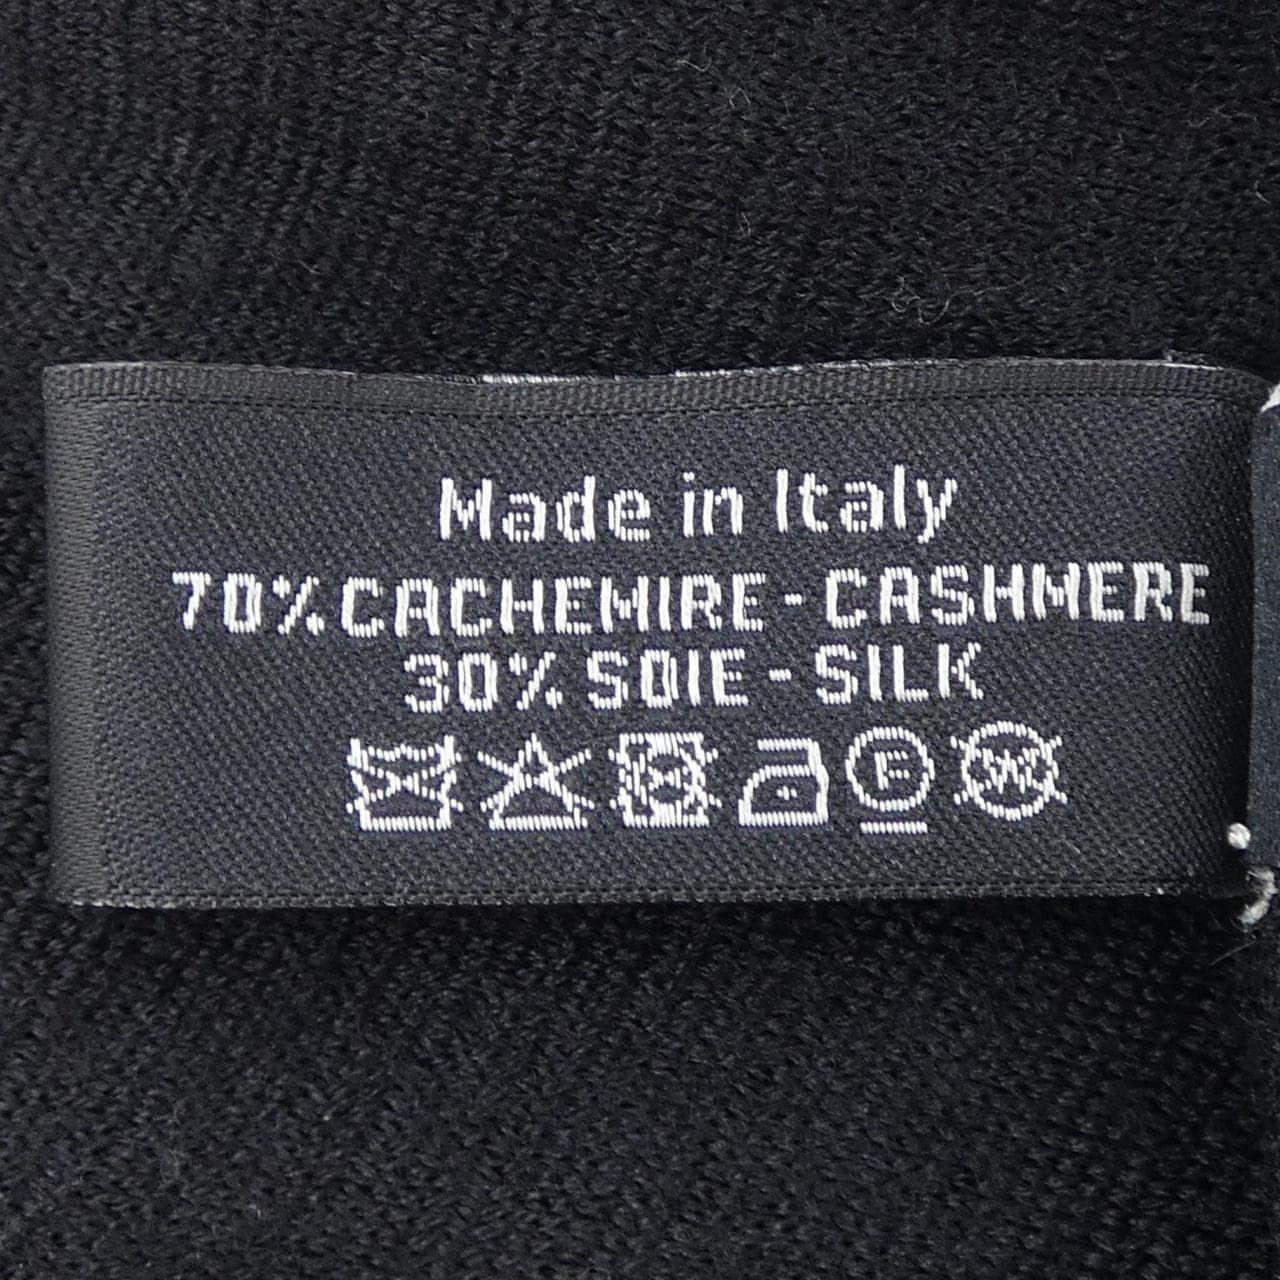 Made in Italy
70% CACHEMIRE - CASHMERE
30% SOIE - SILK
F W